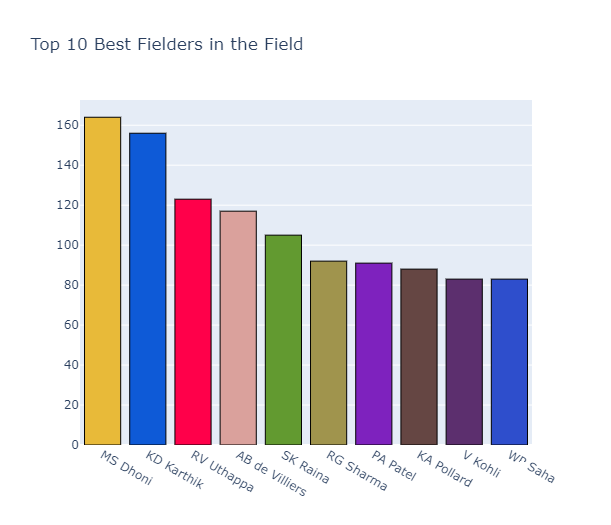 Top 10 Best Fielders in the Field
160
140
120
100
80
60
40
20
0
MS Dhoni
KD Karthik
RV Uthappa
AB de Villiers
SK Raina
RG Sharma
PA Patel
KA Pollard
V Kohli
WP Saha